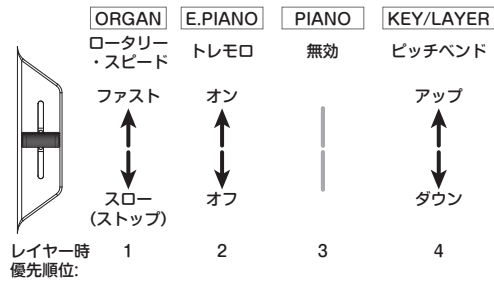 ORGAN E.PIANO PIANO KEY/LAYER
ロータリー
・スピード トレモロ 無効 ピッチベンド
ファスト オン アップ
スロー オフ ダウン
(ストップ)
レイヤー時 1 2 3 4
優先順位: